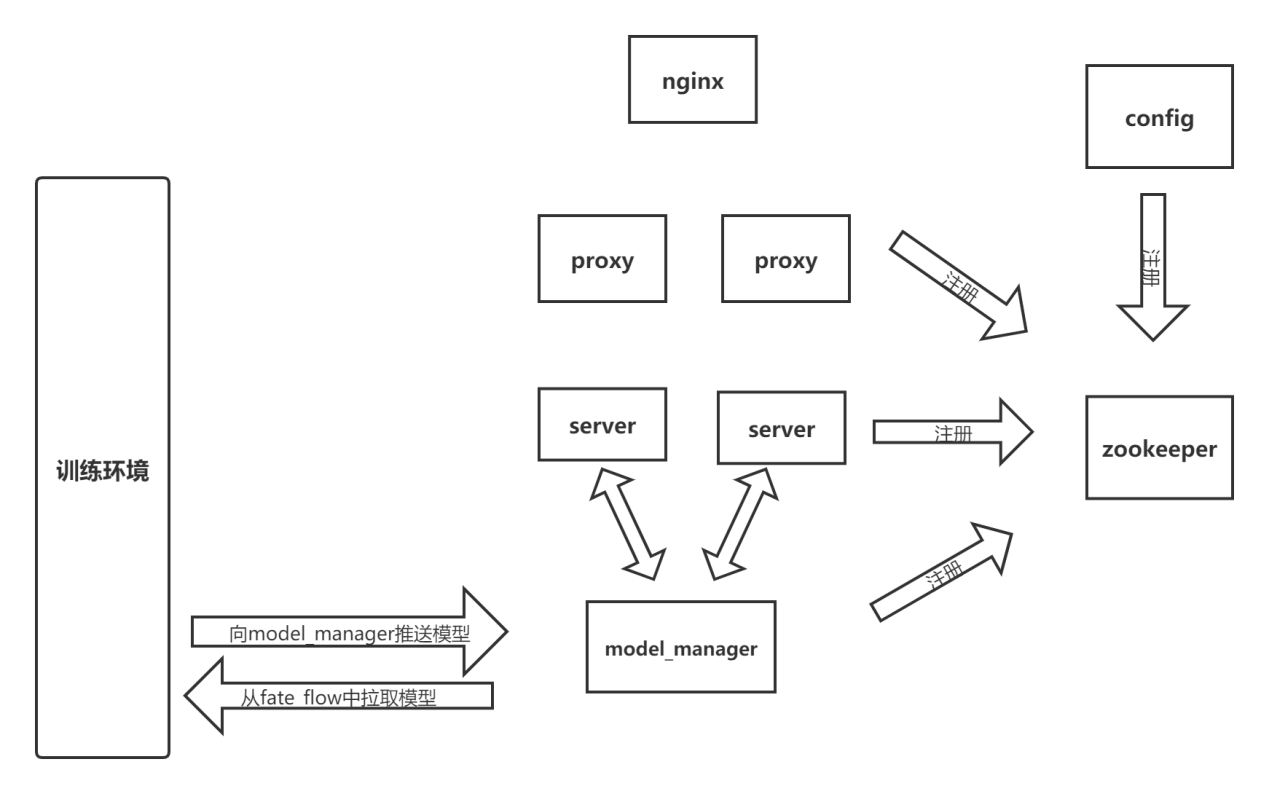 nginx
config
proxy
proxy
注册
注册
server
server
注册
zookeeper
训练环境
注册
向model_manager推送模型
model_manager
从fate_flow中拉取模型